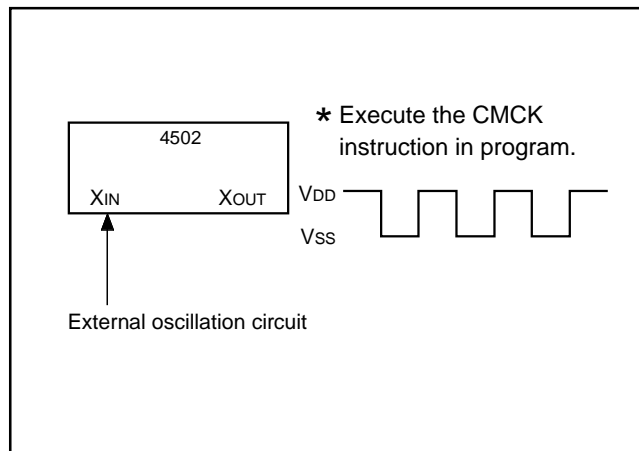 4502
XIN XOUT
* Execute the CMCK
instruction in program.
VDD
VSS
External oscillation circuit